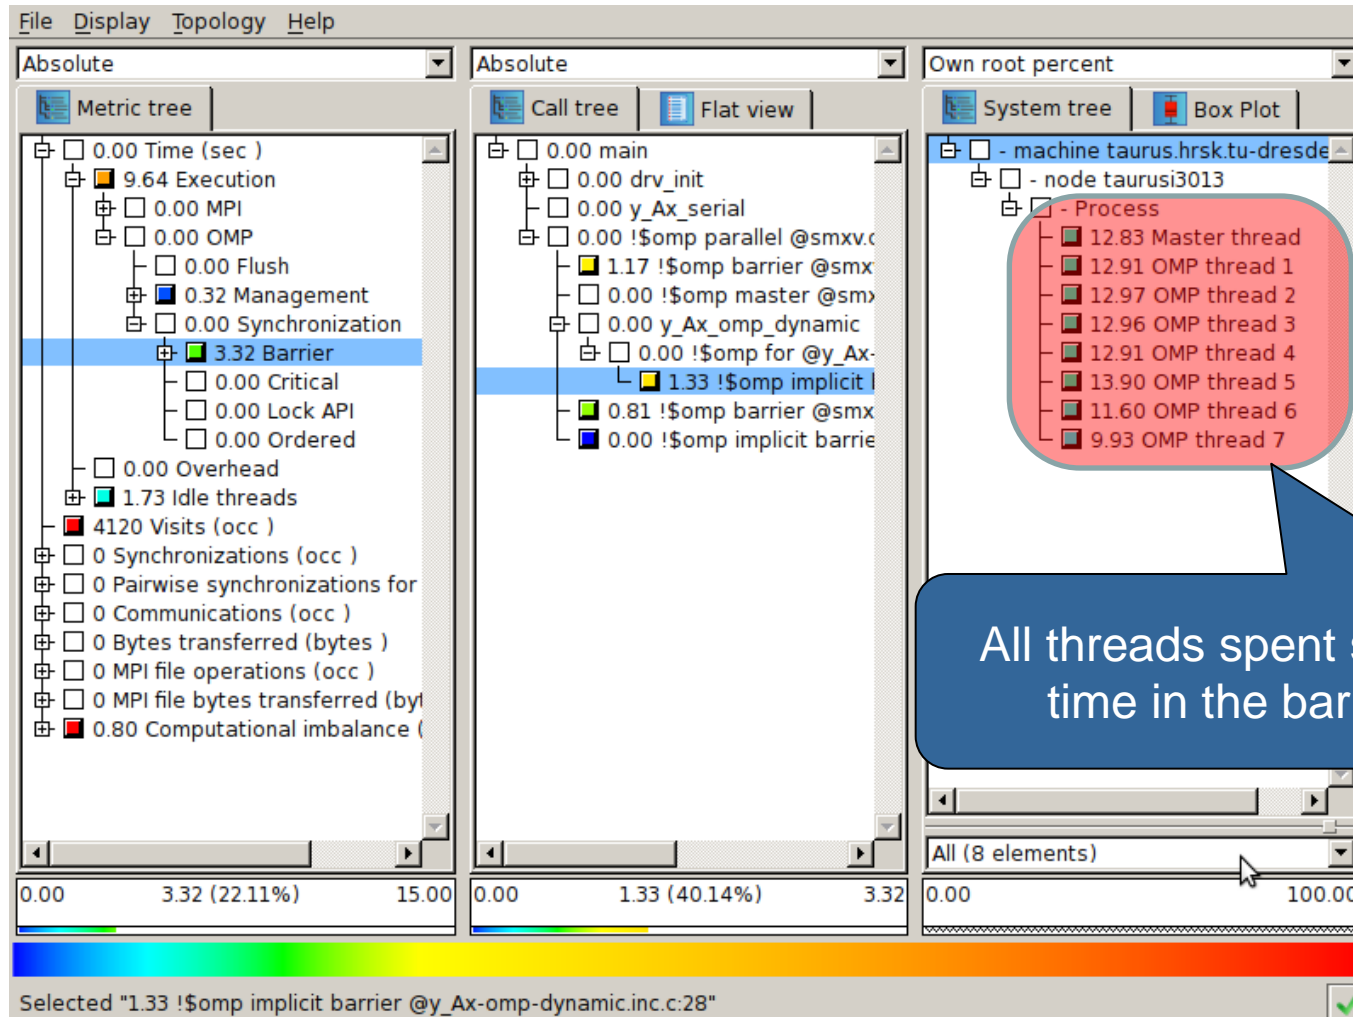 File Display Topology Help
Absolute
Absolute
Own root percent
Metric tree
Call tree
Flat view
System tree
Box Plot
0.00 Time (sec )
9.64 Execution
0.00 MPI
0.00 OMP
0.00 Flush
0.32 Management
0.00 Synchronization
3.32 Barrier
0.00 Critical
0.00 Lock API
0.00 Ordered
0.00 Overhead
1.73 Idle threads
4120 Visits (occ )
0 Synchronizations (occ )
0 Pairwise synchronizations for
0 Communications (occ )
0 Bytes transferred (bytes )
0 MPI file operations (occ )
0 MPI file bytes transferred (byt
0.80 Computational imbalance (
0.00 3.32 (22.11%) 15.00
0.00 main
0.00 drv_init
0.00 y_Ax_serial
0.00 !$omp parallel @smxv.c
1.17 !$omp barrier @smx
0.00 !$omp master @smx
0.00 y_Ax_omp_dynamic
0.00 !$omp for @y_Ax-
1.33 !$omp implicit
0.81 !$omp barrier @smx
0.00 !$omp implicit barrie
0.00 1.33 (40.14%) 3.32
- machine taurus.hrsk.tu-dresde
- node taurusi3013
- Process
12.83 Master thread
12.91 OMP thread 1
12.97 OMP thread 2
12.96 OMP thread 3
12.91 OMP thread 4
13.90 OMP thread 5
11.60 OMP thread 6
9.93 OMP thread 7
All threads spent s
time in the bar
All (8 elements)
0.00 100.00
Selected "1.33 !$omp implicit barrier @y_Ax-omp-dynamic.inc.c:28"